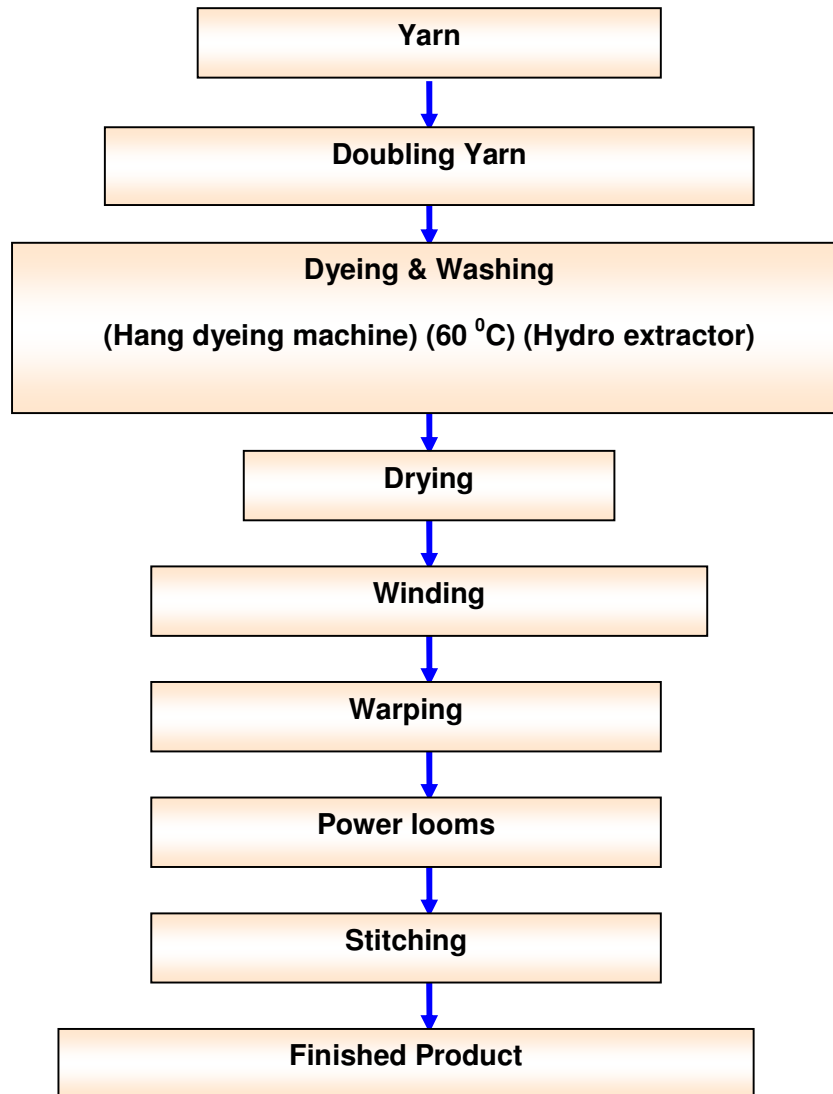 Yarn
Doubling Yarn
Dyeing & Washing
(Hang dyeing machine) (60 ⁰C) (Hydro extractor)
Drying
Winding
Warping
Power looms
Stitching
Finished Product